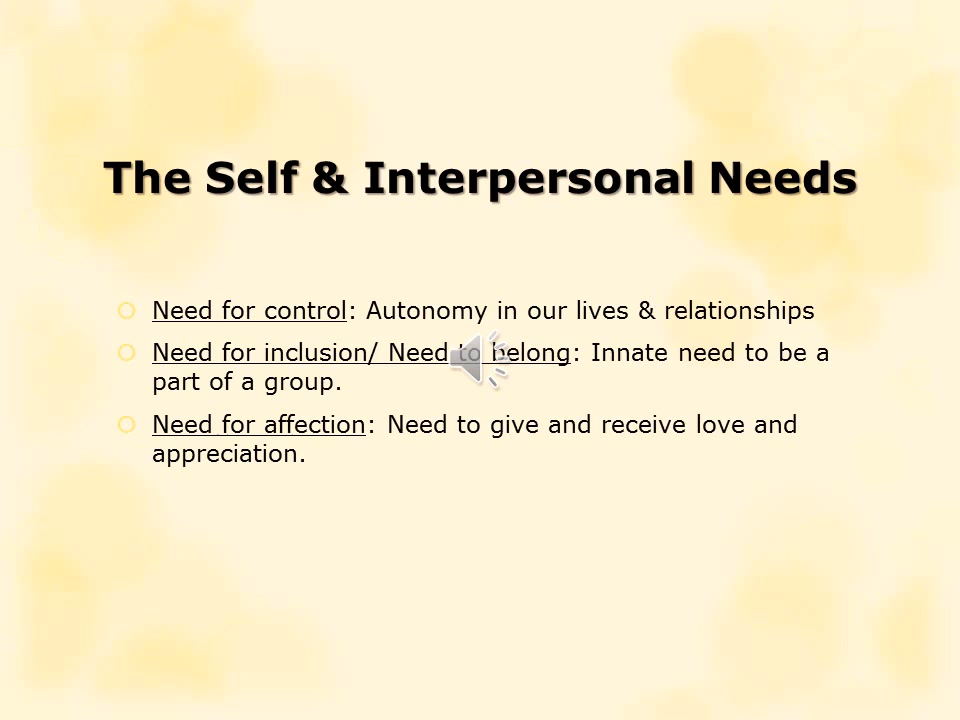 The Self & Interpersonal Needs
Need for control: Autonomy in our lives & relationships
Need for inclusion/ Need to belong: Innate need to be a
part of a group.
Need for affection: Need to give and receive love and
appreciation.